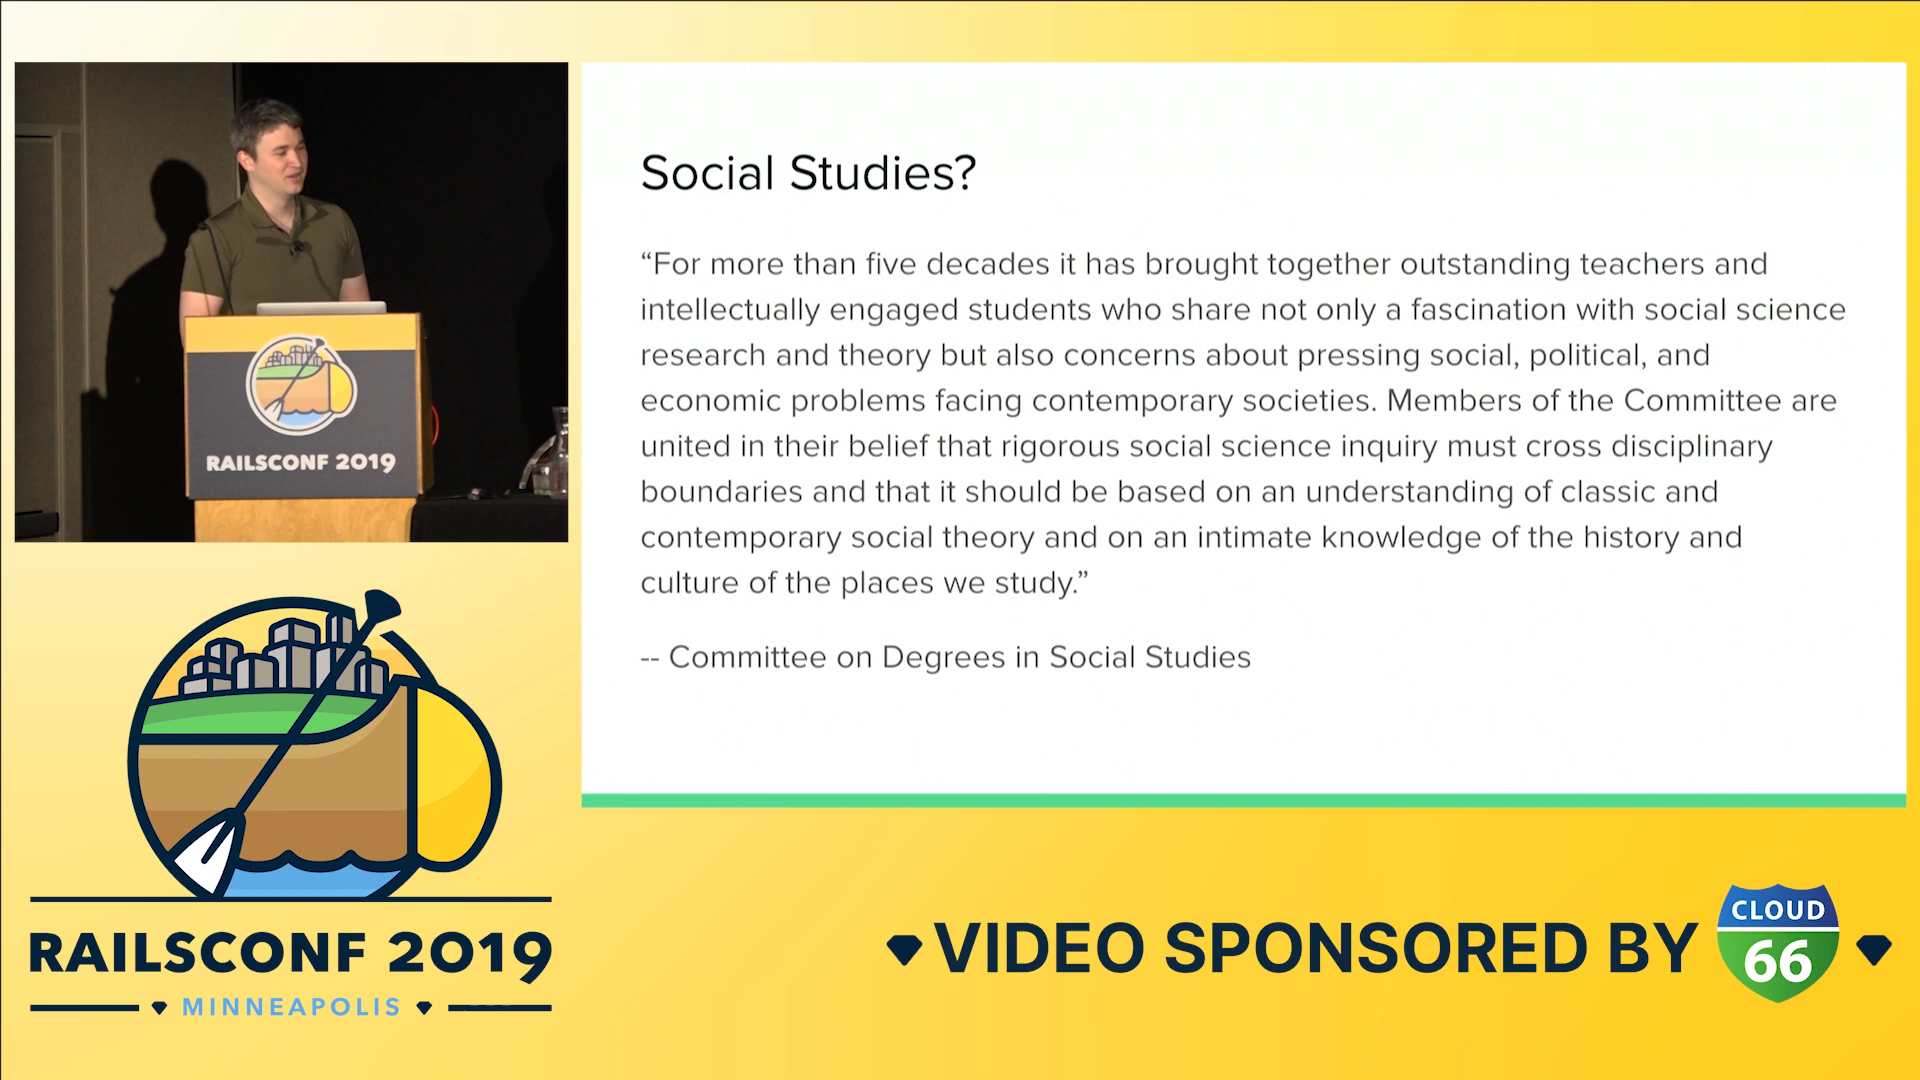 RAILSCONF 2019
Social Studies?
“For more than five decades it has brought together outstanding teachers and
intellectually engaged students who share not only a fascination with social science
research and theory but also concerns about pressing social, political, and
economic problems facing contemporary societies. Members of the Committee are
united in their belief that rigorous social science inquiry must cross disciplinary
boundaries and that it should be based on an understanding of classic and
contemporary social theory and on an intimate knowledge of the history and
culture of the places we study.”
-- Committee on Degrees in Social Studies
RAILSCONF 2019
MINNEAPOLIS
VIDEO SPONSORED BY
CLOUD
66